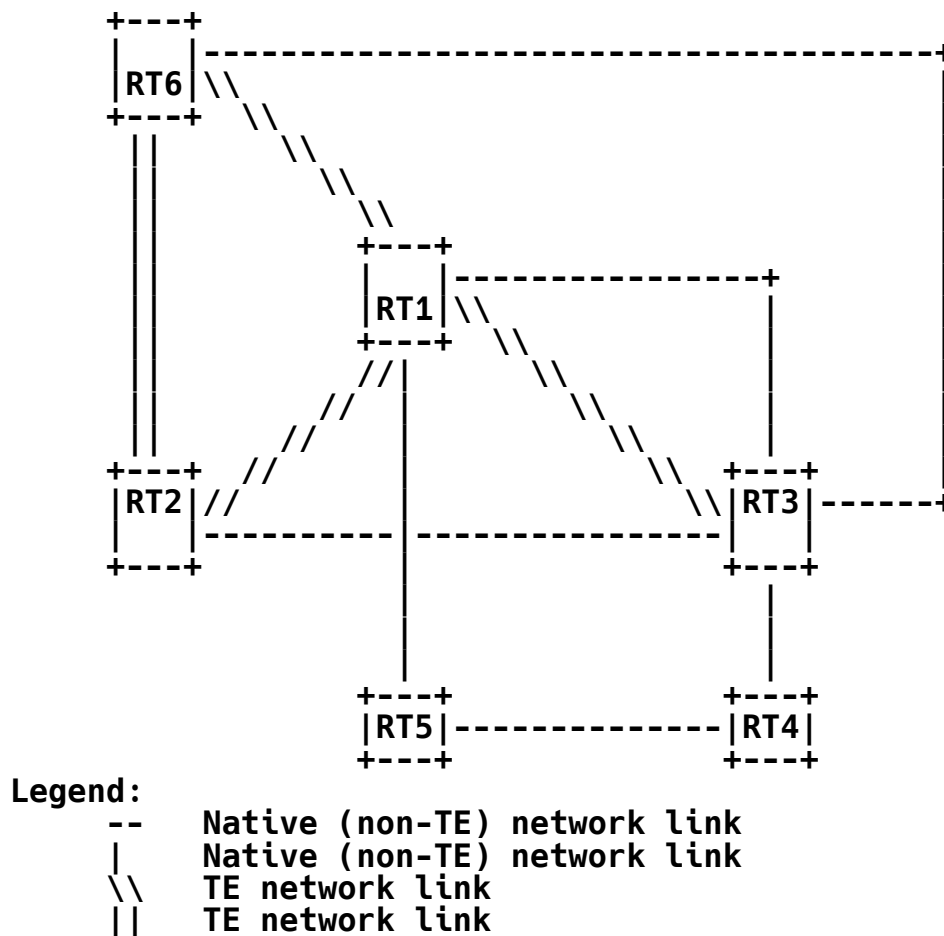 RT6
RT1
RT2
RT3
RT5
RT4
Legend:
-- Native (non-TE) network link
| Native (non-TE) network link
\\ TE network link
|| TE network link